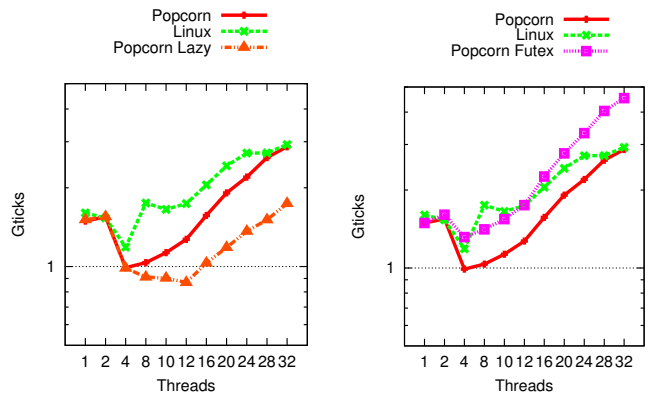 Popcorn
Linux
Popcorn Lazy
Gticks
1
1 2 4 8 10 12 16 20 24 28 32
Threads
Popcorn
Linux
Popcorn Futex
Gticks
1
1 2 4 8 10 12 16 20 24 28 32
Threads